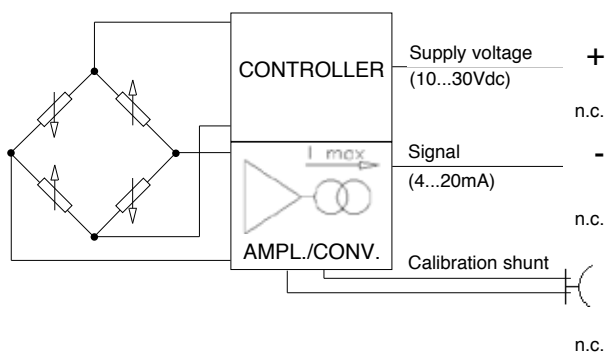 CONTROLLER
Supply voltage
(10...30Vdc)
+
n.c.
I max
Signal
(4...20mA)
-
n.c.
AMPL./CONV.
Calibration shunt
n.c.